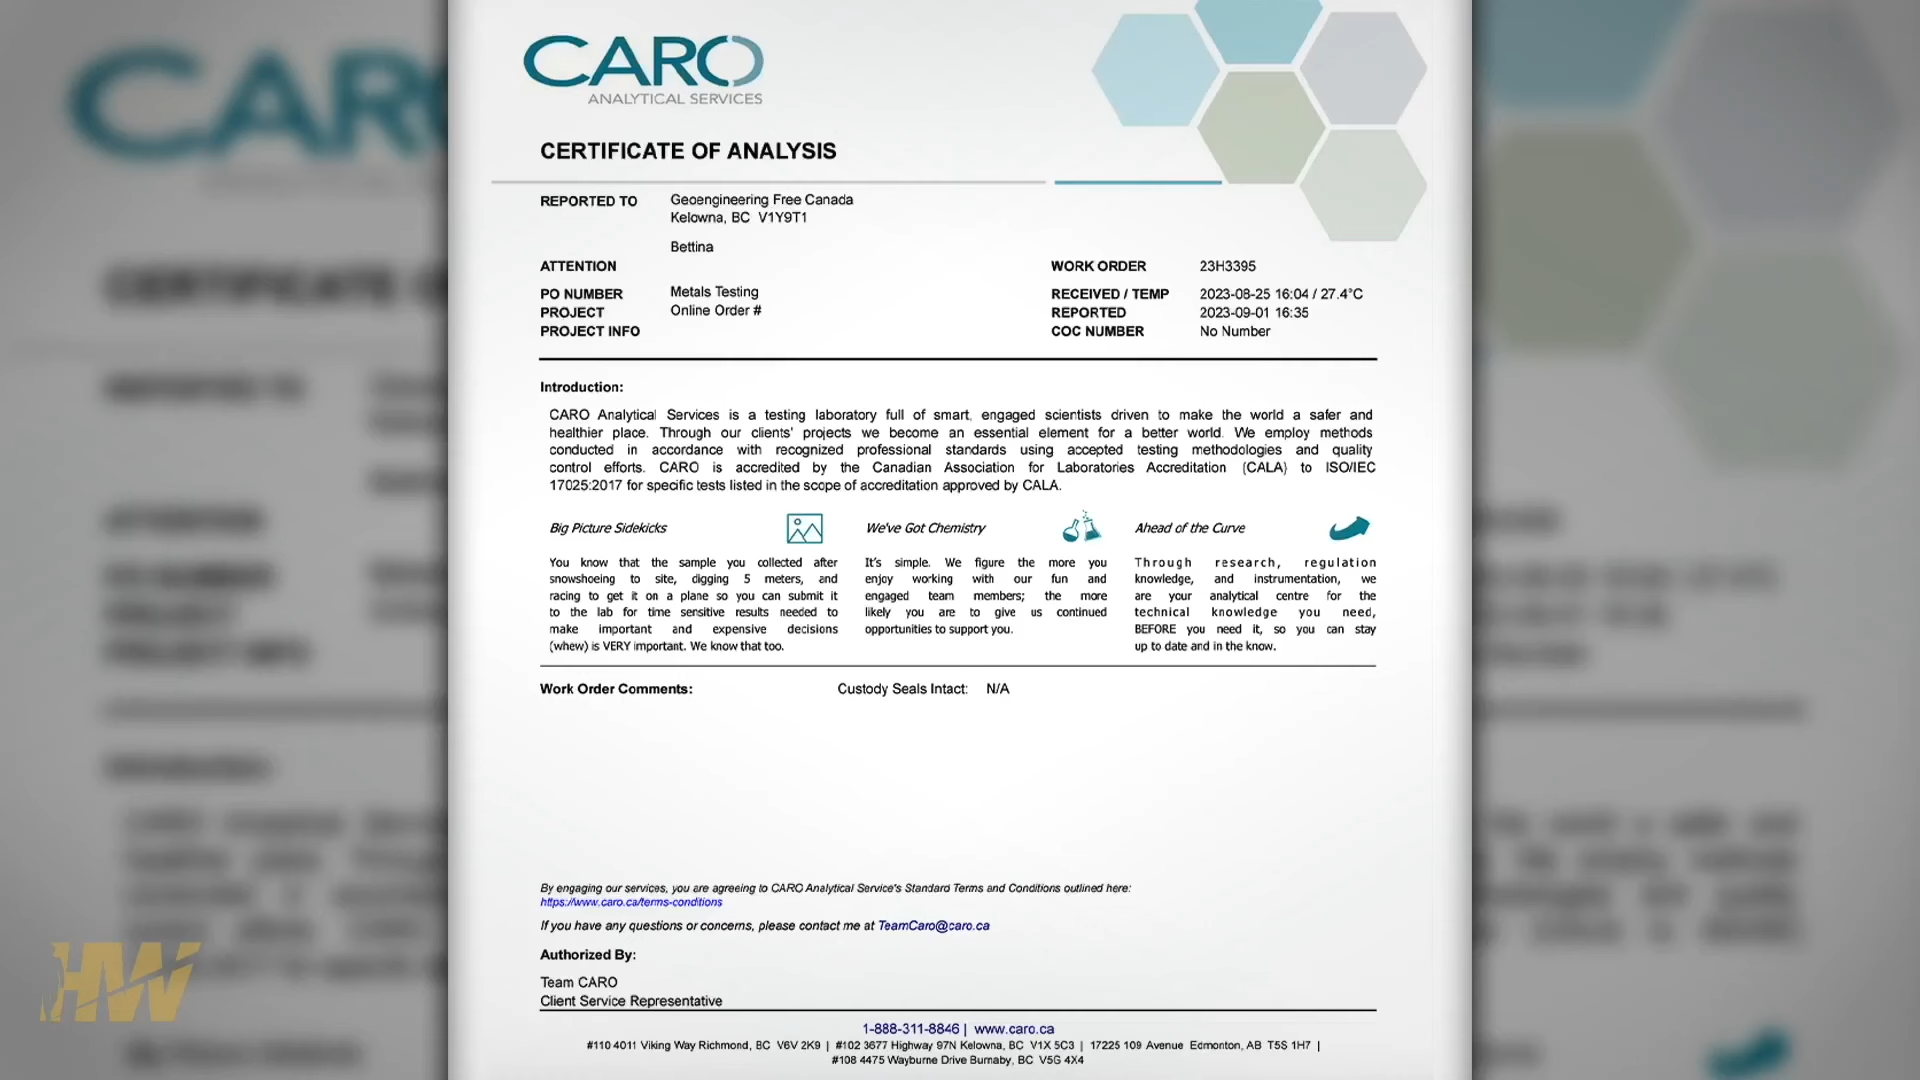 CARO
ANALYTICAL SERVICES
CERTIFICATE OF ANALYSIS
REPORTED TO Geoengineering Free Canada
Kelowna, BC V1Y9T1
Bettina
ATTENTION
WORK ORDER 23H3395
PO NUMBER Metals Testing
RECEIVED / TEMP 2023-08-25 16:04 / 27.4°C
PROJECT Online Order #
REPORTED 2023-09-01 16:35
PROJECT INFO
COC NUMBER No Number
Introduction:
CARO Analytical Services is a testing laboratory full of smart, engaged scientists driven to make the world a safer and
healthier place. Through our clients' projects we become an essential element for a better world. We employ methods
conducted in accordance with recognized professional standards using accepted testing methodologies and quality
control efforts. CARO is accredited by the Canadian Association for Laboratories Accreditation (CALA) to ISO/IEC
17025:2017 for specific tests listed in the scope of accreditation approved by CALA.
Big Picture Sidekicks
You know that the sample you collected after
snowshoeing to site, digging 5 meters, and
racing to get it on a plane so you can submit it
to the lab for time sensitive results needed to
make important and expensive decisions
(whew) is VERY important. We know that too.
We've Got Chemistry
It's simple. We figure the more you
enjoy working with our fun and
engaged team members; the more
likely you are to give us continued
opportunities to support you.
Ahead of the Curve
Through research, regulation
knowledge, and instrumentation, we
are your analytical centre for the
technical knowledge you need,
BEFORE you need it, so you can stay
up to date and in the know.
Work Order Comments: Custody Seals Intact: N/A
By engaging our services, you are agreeing to CARO Analytical Service's Standard Terms and Conditions outlined here:
https://www.caro.ca/terms-conditions
If you have any questions or concerns, please contact me at TeamCaro@caro.ca
Authorized By:
Team CARO
Client Service Representative
1-888-311-8846 | www.caro.ca
#110 4011 Viking Way Richmond, BC V6V 2K9 | #102 3677 Highway 97N Kelowna, BC V1X 5C3 | 17225 109 Avenue Edmonton, AB T5S 1H7 |
#108 4475 Wayburne Drive Burnaby, BC V5G 4X4
HW